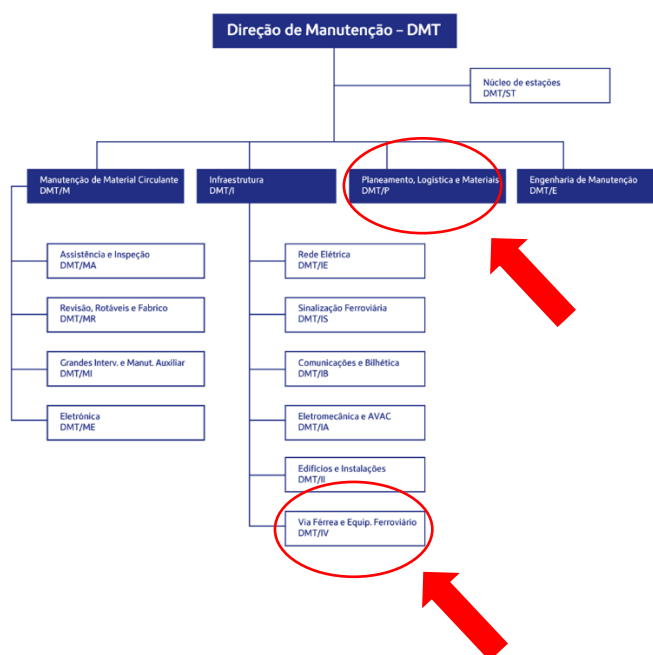 Direção de Manutenção – DMT
Núcleo de estações
DMT/ST
Manutenção de Material Circulante
DMT/M
Infraestrutura
DMT/I
Planeamento, Logística e Materiais
DMT/P
Engenharia de Manutenção
DMT/E
Assistência e Inspeção
DMT/MA
Revisão, Rotáveis e Fabrico
DMT/MR
Grandes Interv. e Manut. Auxiliar
DMT/MI
Eletrónica
DMT/ME
Rede Elétrica
DMT/IE
Sinalização Ferroviária
DMT/IS
Comunicações e Bilhética
DMT/IB
Eletromecânica e AVAC
DMT/IA
Edifícios e Instalações
DMT/II
Via Férrea e Equip. Ferroviário
DMT/IV